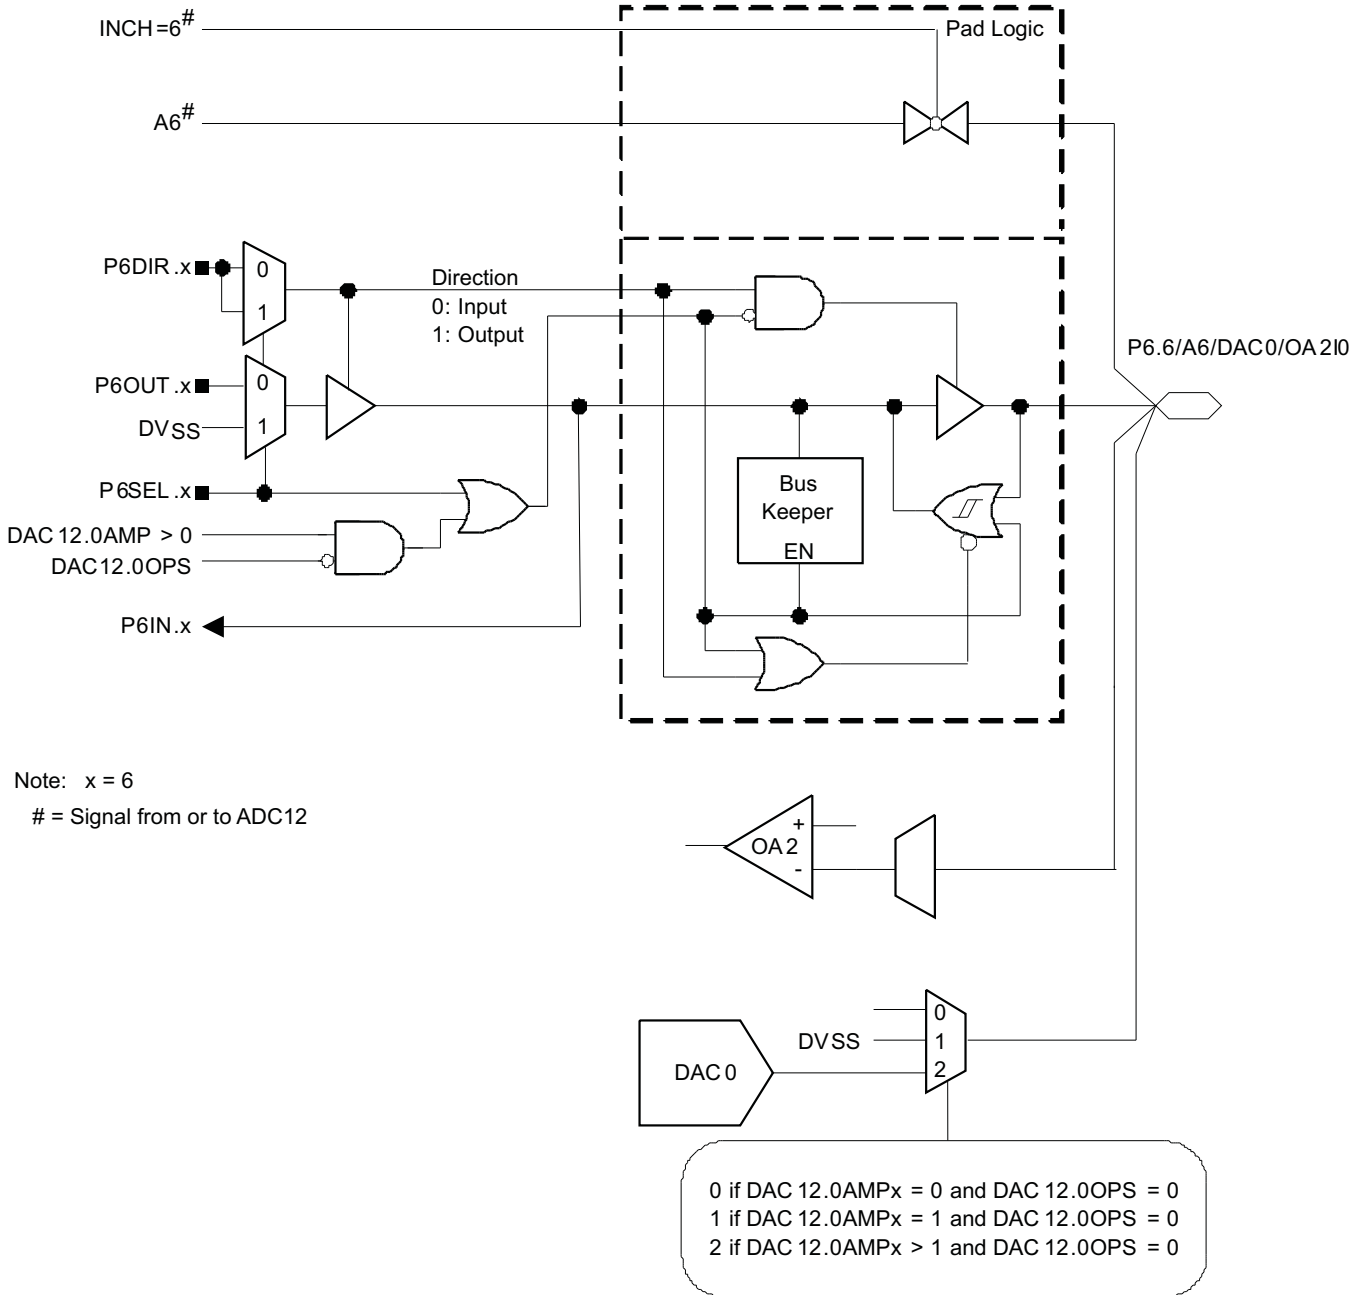 INCH=6#
Pad Logic
A6#
P6DIR.x
0
1
Direction
0: Input
1: Output
P6.6/A6/DAC0/OA2I0
P6OUT.x
0
DVSS
1
P6SEL.x
Bus
Keeper
EN
DAC12.0AMP > 0
DAC12.0OPS
P6IN.x
Note: x = 6
# = Signal from or to ADC12
+
OA2
-
0
DVSS
1
2
DAC0
0 if DAC12.0AMPx = 0 and DAC12.0OPS = 0
1 if DAC12.0AMPx = 1 and DAC12.0OPS = 0
2 if DAC12.0AMPx > 1 and DAC12.0OPS = 0